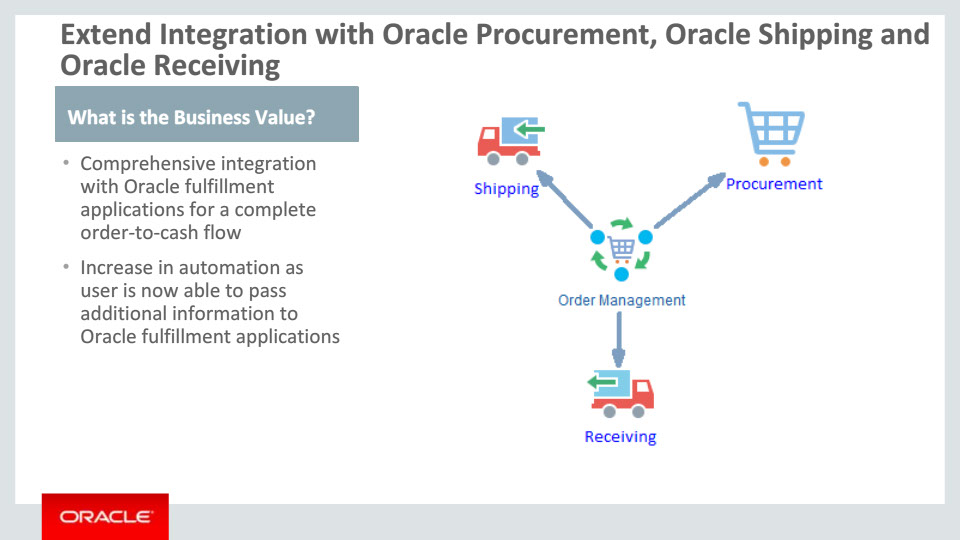 Extend Integration with Oracle Procurement, Oracle Shipping and
Oracle Receiving
What is the Business Value?
• Comprehensive integration
with Oracle fulfillment
applications for a complete
order-to-cash flow
• Increase in automation as
user is now able to pass
additional information to
Oracle fulfillment applications
Shipping
Procurement
Order Management
Receiving
ORACLE